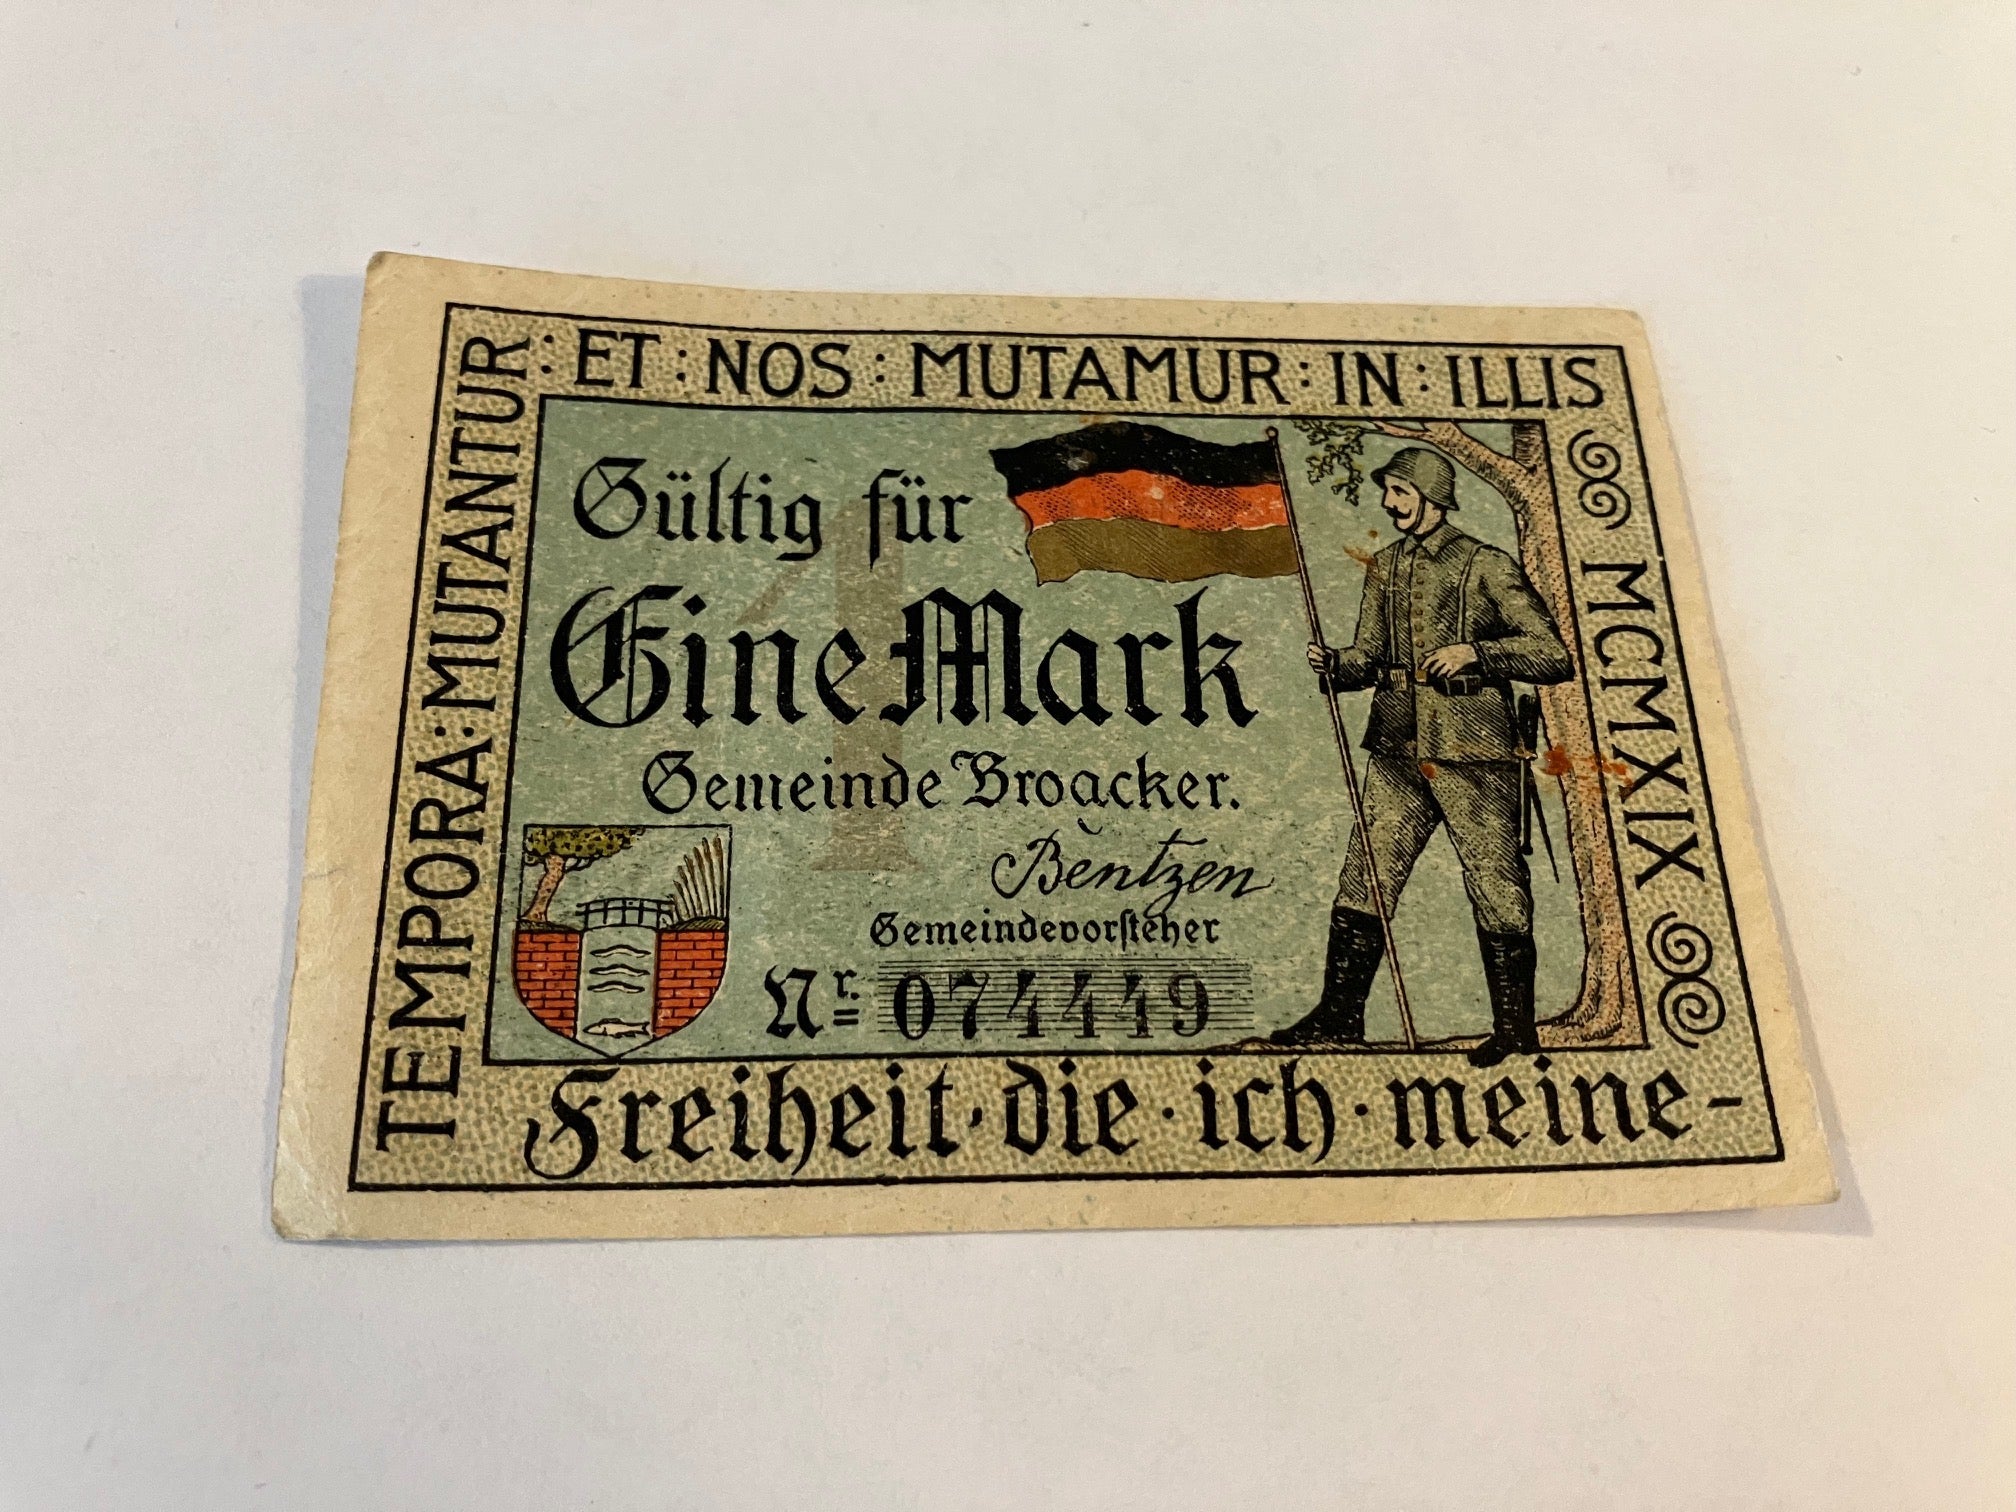 TEMPORA : MUTANTUR : ET : NOS : MUTAMUR : IN : ILLIS
MCMXIX
Gültig für
1
Eine Mark
Gemeinde Broacker.
Bentzen
Gemeindevorsteher
Nr. 074449
Freiheit, die · ich · meine -